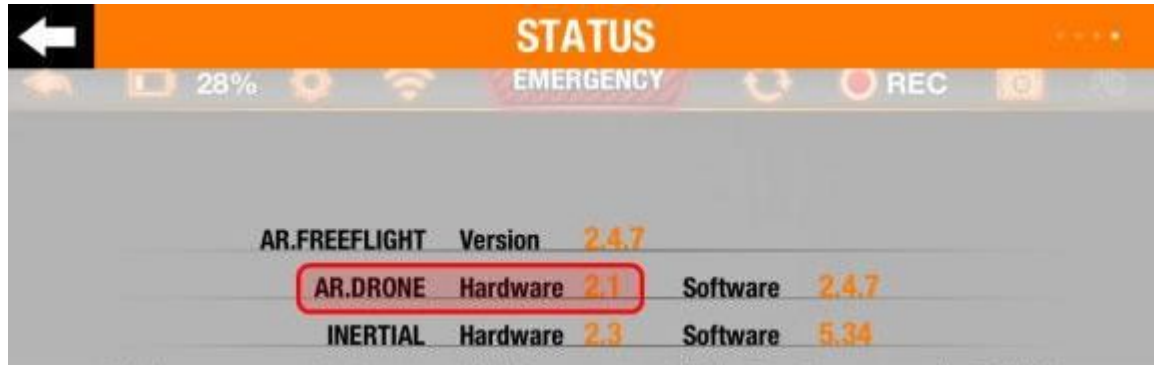 STATUS
28% EMERGENCY REC
AR.FREEFLIGHT Version 2.4.7
AR.DRONE Hardware 2.1 Software 2.4.7
INERTIAL Hardware 2.3 Software 5.34